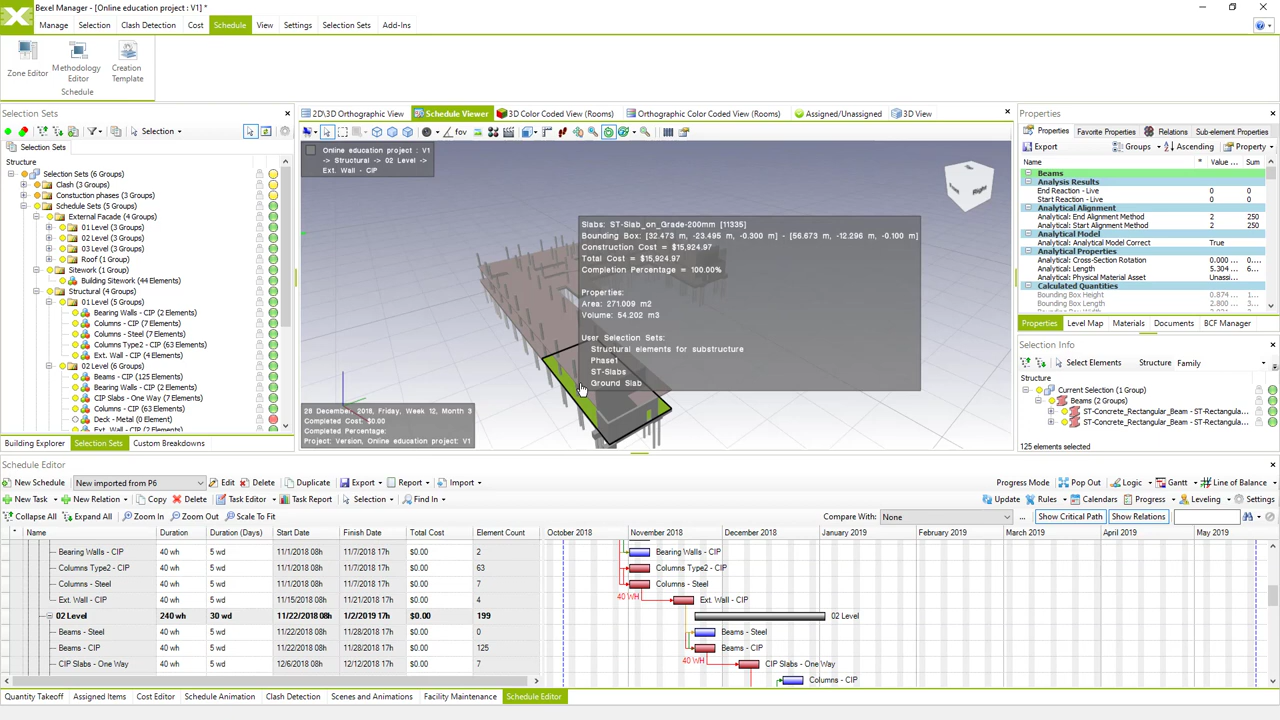 Bexel Manager - [Online education project : V1] *
Manage Selection Clash Detection Cost Schedule View Settings Selection Sets Add-Ins
Zone Editor Methodology Editor Creation Template
Schedule
Selection Sets
Selection
Selection Sets
Structure
Selection Sets (6 Groups)
Clash (3 Groups)
Constuction phases (3 Groups)
Schedule Sets (5 Groups)
External Facade (4 Groups)
01 Level (3 Groups)
02 Level (3 Groups)
03 Level (3 Groups)
Roof (1 Group)
Sitework (1 Group)
Building Sitework (44 Elements)
Structural (4 Groups)
01 Level (5 Groups)
Bearing Walls - CIP (2 Elements)
Columns - CIP (7 Elements)
Columns - Steel (7 Elements)
Columns Type2 - CIP (63 Elements)
Ext. Wall - CIP (4 Elements)
02 Level (6 Groups)
Beams - CIP (125 Elements)
Bearing Walls - CIP (2 Elements)
CIP Slabs - One Way (7 Elements)
Columns - CIP (63 Elements)
Deck - Metal (0 Element)
Ext. Wall - CIP (2 Elements)
Building Explorer Selection Sets Custom Breakdowns
2D\3D Orthographic View Schedule Viewer 3D Color Coded View (Rooms) Orthographic Color Coded View (Rooms) Assigned/Unassigned 3D View
fov
Online education project : V1
-> Structural -> 02 Level ->
Ext. Wall - CIP
Right
Slabs: ST-Slab_on_Grade-200mm [11335]
Bounding Box: [32.473 m, -23.495 m, -0.300 m] - [56.673 m, -12.296 m, -0.100 m]
Construction Cost = $15,924.97
Total Cost = $15,924.97
Completion Percentage = 100.00%
Properties:
Area: 271.009 m2
Volume: 54.202 m3
User Selection Sets:
Structural elements for substructure
Phase1
ST-Slabs
Ground Slab
28 December, 2018, Friday, Week 12, Month 3
Completed Cost: $0.00
Completed Percentage:
Project: Version, Online education project: V1
Properties
Properties Favorite Properties Relations Sub-element Properties
Export Groups Ascending Property
Name Value ... Sum
Beams
Analysis Results
End Reaction - Live 0 0
Start Reaction - Live 0 0
Analytical Alignment
Analytical: End Alignment Method 2 250
Analytical: Start Alignment Method 2 250
Analytical Model
Analytical: Analytical Model Correct True
Analytical Properties
Analytical: Cross-Section Rotation 0.000 ... 0
Analytical: Length 5.304 ...
Analytical: Physical Material Asset Unassi...
Calculated Quantities
Bounding Box Height 0.874 ...
Bounding Box Length 2.800 ...
Properties Level Map Materials Documents BCF Manager
Selection Info
Select Elements Structure Family
Structure
Current Selection (1 Group)
Beams (2 Groups)
ST-Concrete_Rectangular_Beam - ST-Rectangula...
ST-Concrete_Rectangular_Beam - ST-Rectangula...
125 elements selected
Schedule Editor
New Schedule New imported from P6 Edit Delete Duplicate Export Report Import Progress Mode Pop Out Logic Gantt Line of Balance
New Task New Relation Copy Delete Task Editor Task Report Selection Find In Update Rules Calendars Progress Leveling Settings
Collapse All Expand All Zoom In Zoom Out Scale To Fit Compare With: None ... Show Critical Path Show Relations
Name Duration Duration (Days) Start Date Finish Date Total Cost Element Count October 2018 November 2018 December 2018 January 2019 February 2019 March 2019 April 2019 May 2019
Bearing Walls - CIP 40 wh 5 wd 11/1/2018 08h 11/7/2018 17h $0.00 2 Bearing Walls - CIP
Columns Type2 - CIP 40 wh 5 wd 11/1/2018 08h 11/7/2018 17h $0.00 63 Columns Type2 - CIP
Columns - Steel 40 wh 5 wd 11/1/2018 08h 11/7/2018 17h $0.00 7 Columns - Steel
40 WH
Ext. Wall - CIP 40 wh 5 wd 11/15/2018 08h 11/21/2018 17h $0.00 4 Ext. Wall - CIP
02 Level 240 wh 30 wd 11/22/2018 08h 1/2/2019 17h $0.00 199 02 Level
Beams - Steel 40 wh 5 wd 11/22/2018 08h 11/28/2018 17h $0.00 0 Beams - Steel
Beams - CIP 40 wh 5 wd 11/22/2018 08h 11/28/2018 17h $0.00 125 Beams - CIP
40 WH
CIP Slabs - One Way 40 wh 5 wd 12/6/2018 08h 12/12/2018 17h $0.00 7 CIP Slabs - One Way
Columns - CIP
Quantity Takeoff Assigned Items Cost Editor Schedule Animation Clash Detection Scenes and Animations Facility Maintenance Schedule Editor